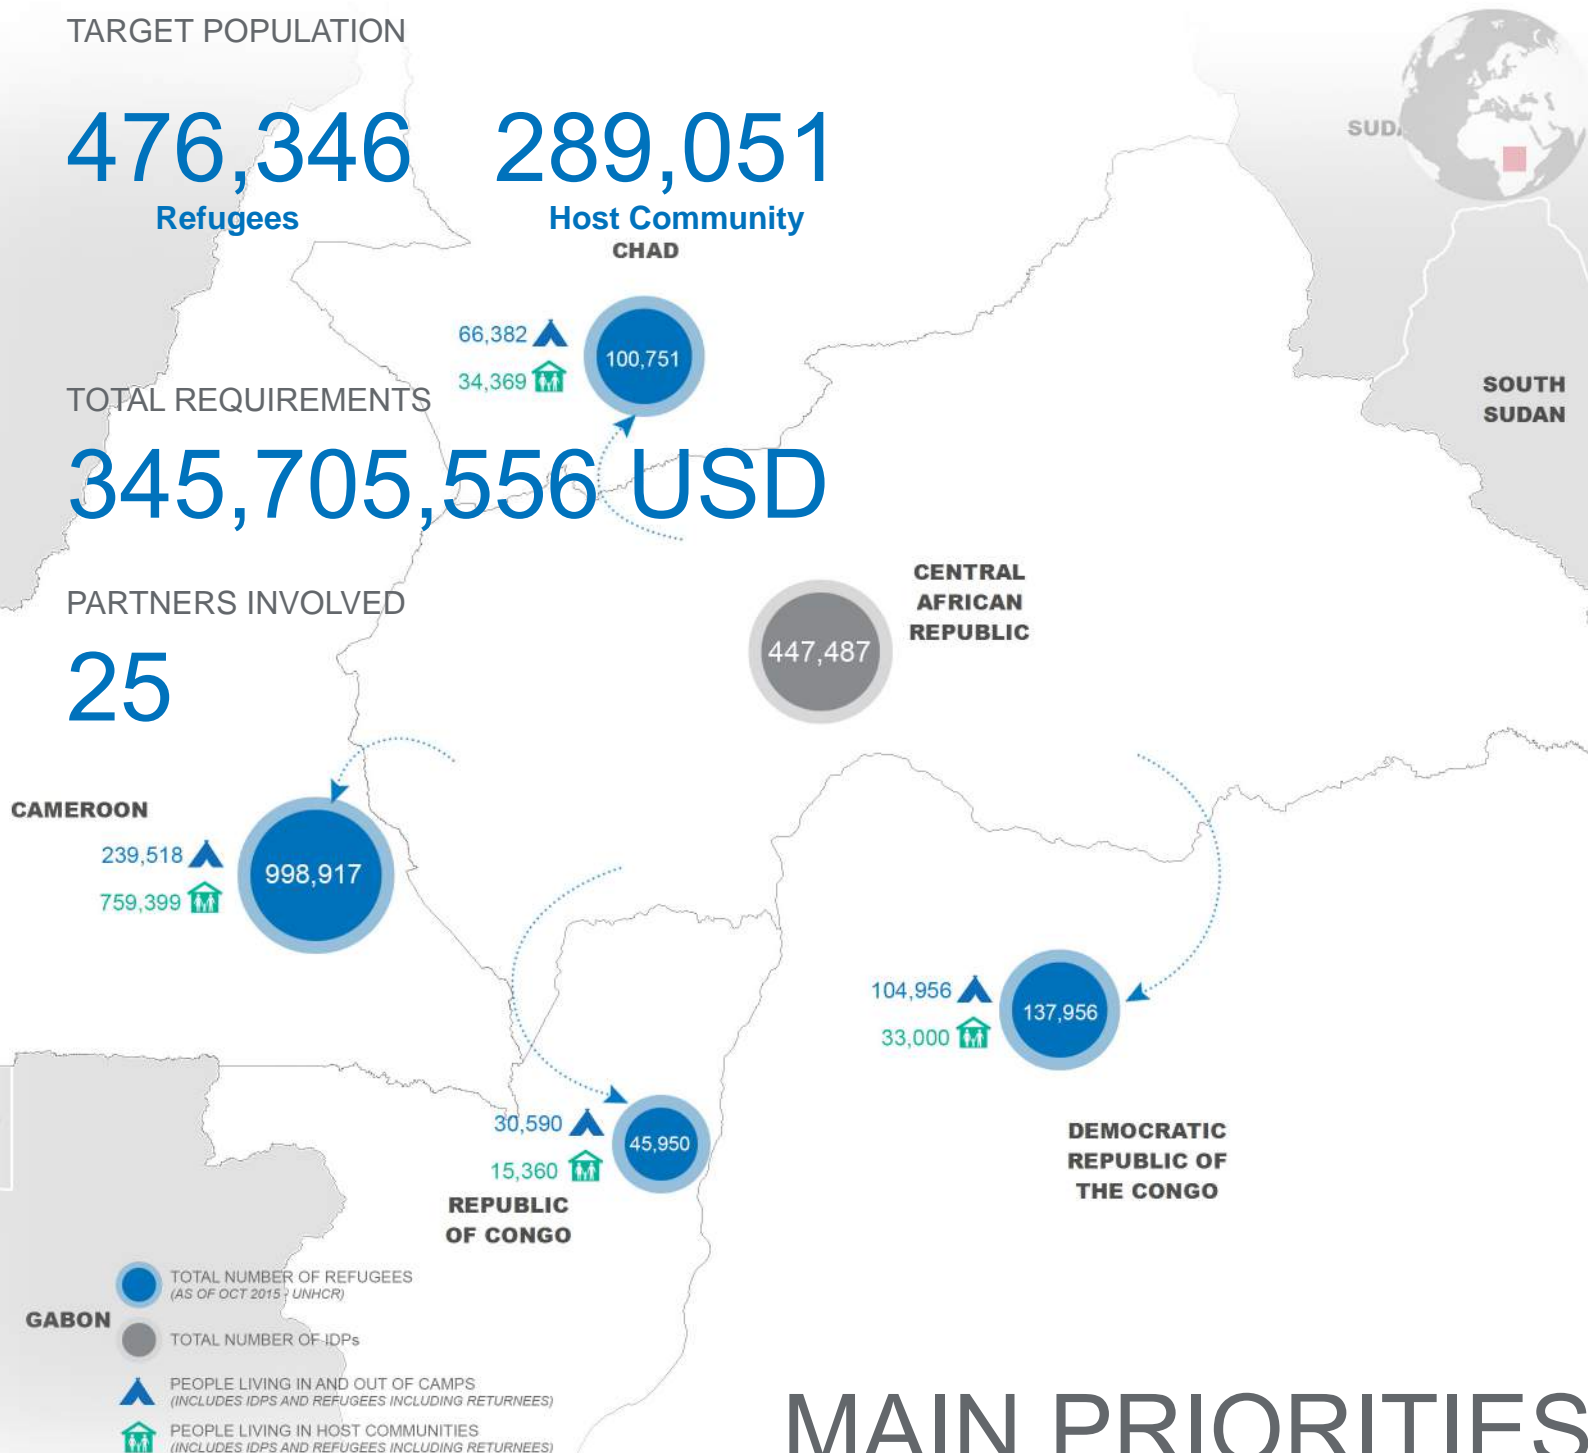 TARGET POPULATION
476,346 289,051
Refugees Host Community
CHAD
66,382
34,369
100,751
TOTAL REQUIREMENTS
345,705,556 USD
PARTNERS INVOLVED
25
SOUTH
SUDAN
CENTRAL
AFRICAN
REPUBLIC
447,487
CAMEROON
239,518
759,399
998,917
104,956
33,000
137,956
30,590
15,360
45,950
REPUBLIC
OF CONGO
DEMOCRATIC
REPUBLIC OF
THE CONGO
GABON
TOTAL NUMBER OF REFUGEES
(AS OF OCT 2015 - UNHCR)
TOTAL NUMBER OF IDPs
PEOPLE LIVING IN AND OUT OF CAMPS
(INCLUDES IDPS AND REFUGEES INCLUDING RETURNEES)
PEOPLE LIVING IN HOST COMMUNITIES
(INCLUDES IDPS AND REFUGEES INCLUDING RETURNEES)
MAIN PRIORITIES